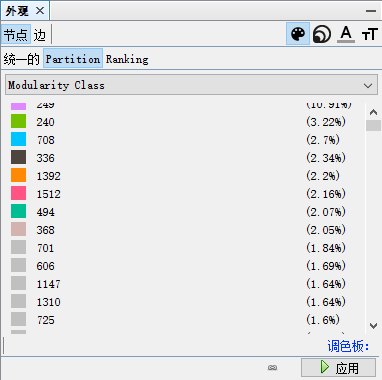 外观
节点 边
A T T
统一的 Partition Ranking
Modularity Class
249 (10.91%)
240 (3.22%)
708 (2.7%)
336 (2.34%)
1392 (2.2%)
1512 (2.16%)
494 (2.07%)
368 (2.05%)
701 (1.84%)
606 (1.69%)
1147 (1.64%)
1310 (1.64%)
725 (1.6%)
调色板:
应用